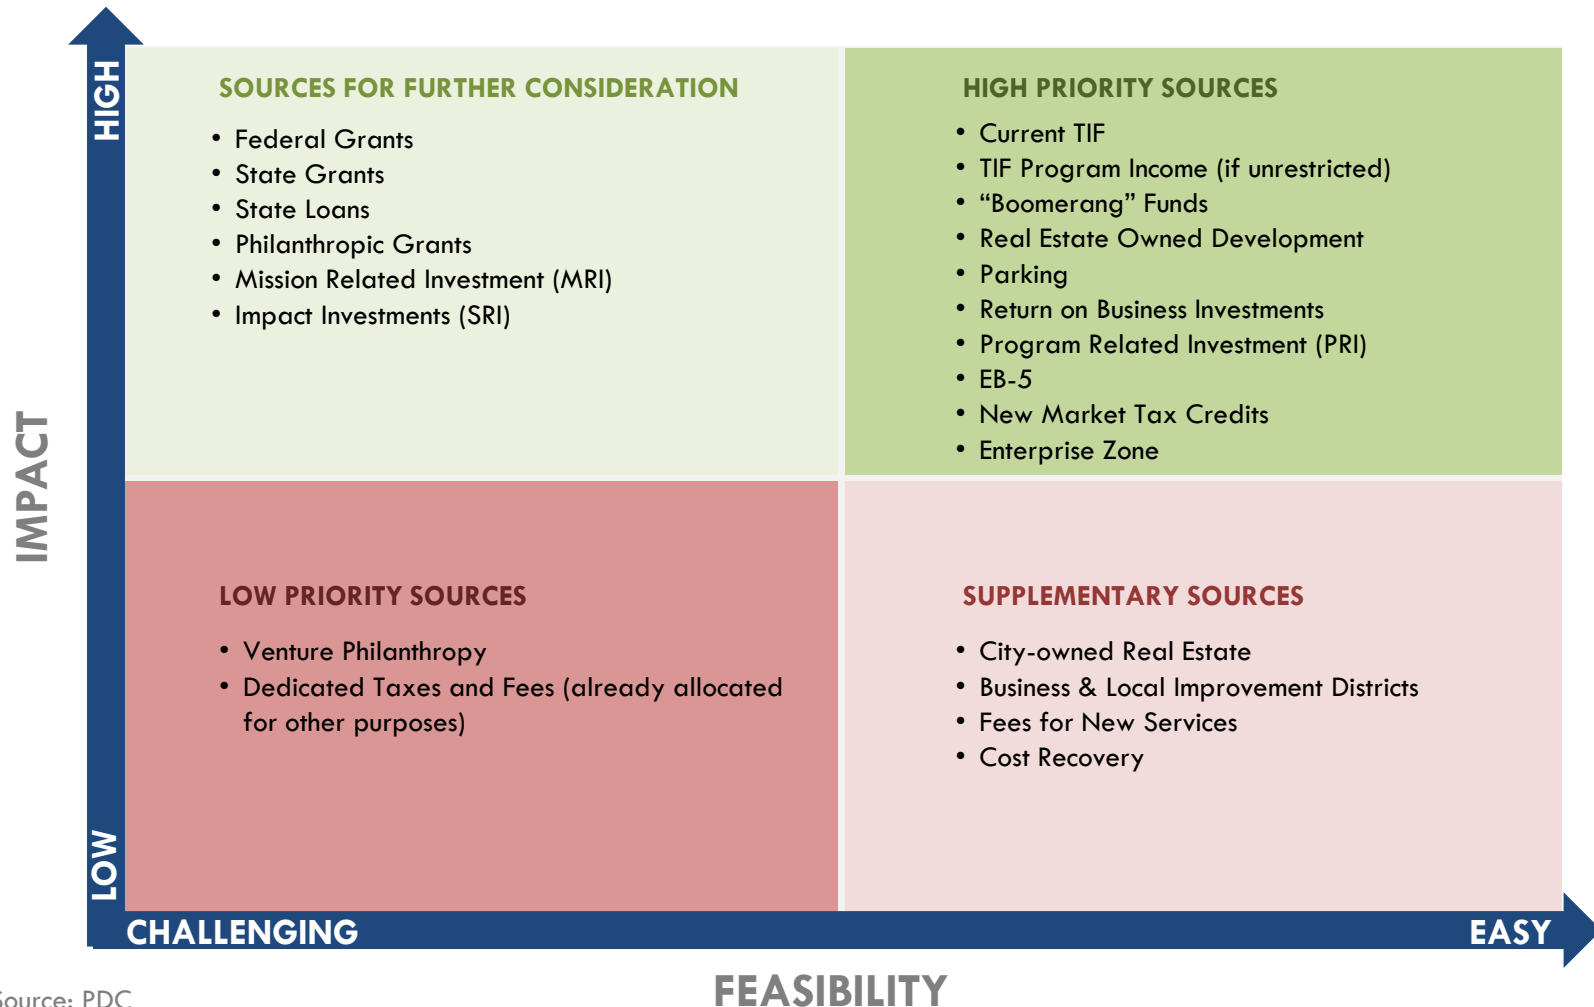 HIGH
SOURCES FOR FURTHER CONSIDERATION
• Federal Grants
• State Grants
• State Loans
• Philanthropic Grants
• Mission Related Investment (MRI)
• Impact Investments (SRI)
HIGH PRIORITY SOURCES
• Current TIF
• TIF Program Income (if unrestricted)
• “Boomerang” Funds
• Real Estate Owned Development
• Parking
• Return on Business Investments
• Program Related Investment (PRI)
• EB-5
• New Market Tax Credits
• Enterprise Zone
IMPACT
LOW PRIORITY SOURCES
• Venture Philanthropy
• Dedicated Taxes and Fees (already allocated
for other purposes)
SUPPLEMENTARY SOURCES
• City-owned Real Estate
• Business & Local Improvement Districts
• Fees for New Services
• Cost Recovery
LOW
CHALLENGING
EASY
FEASIBILITY
Source: PDC